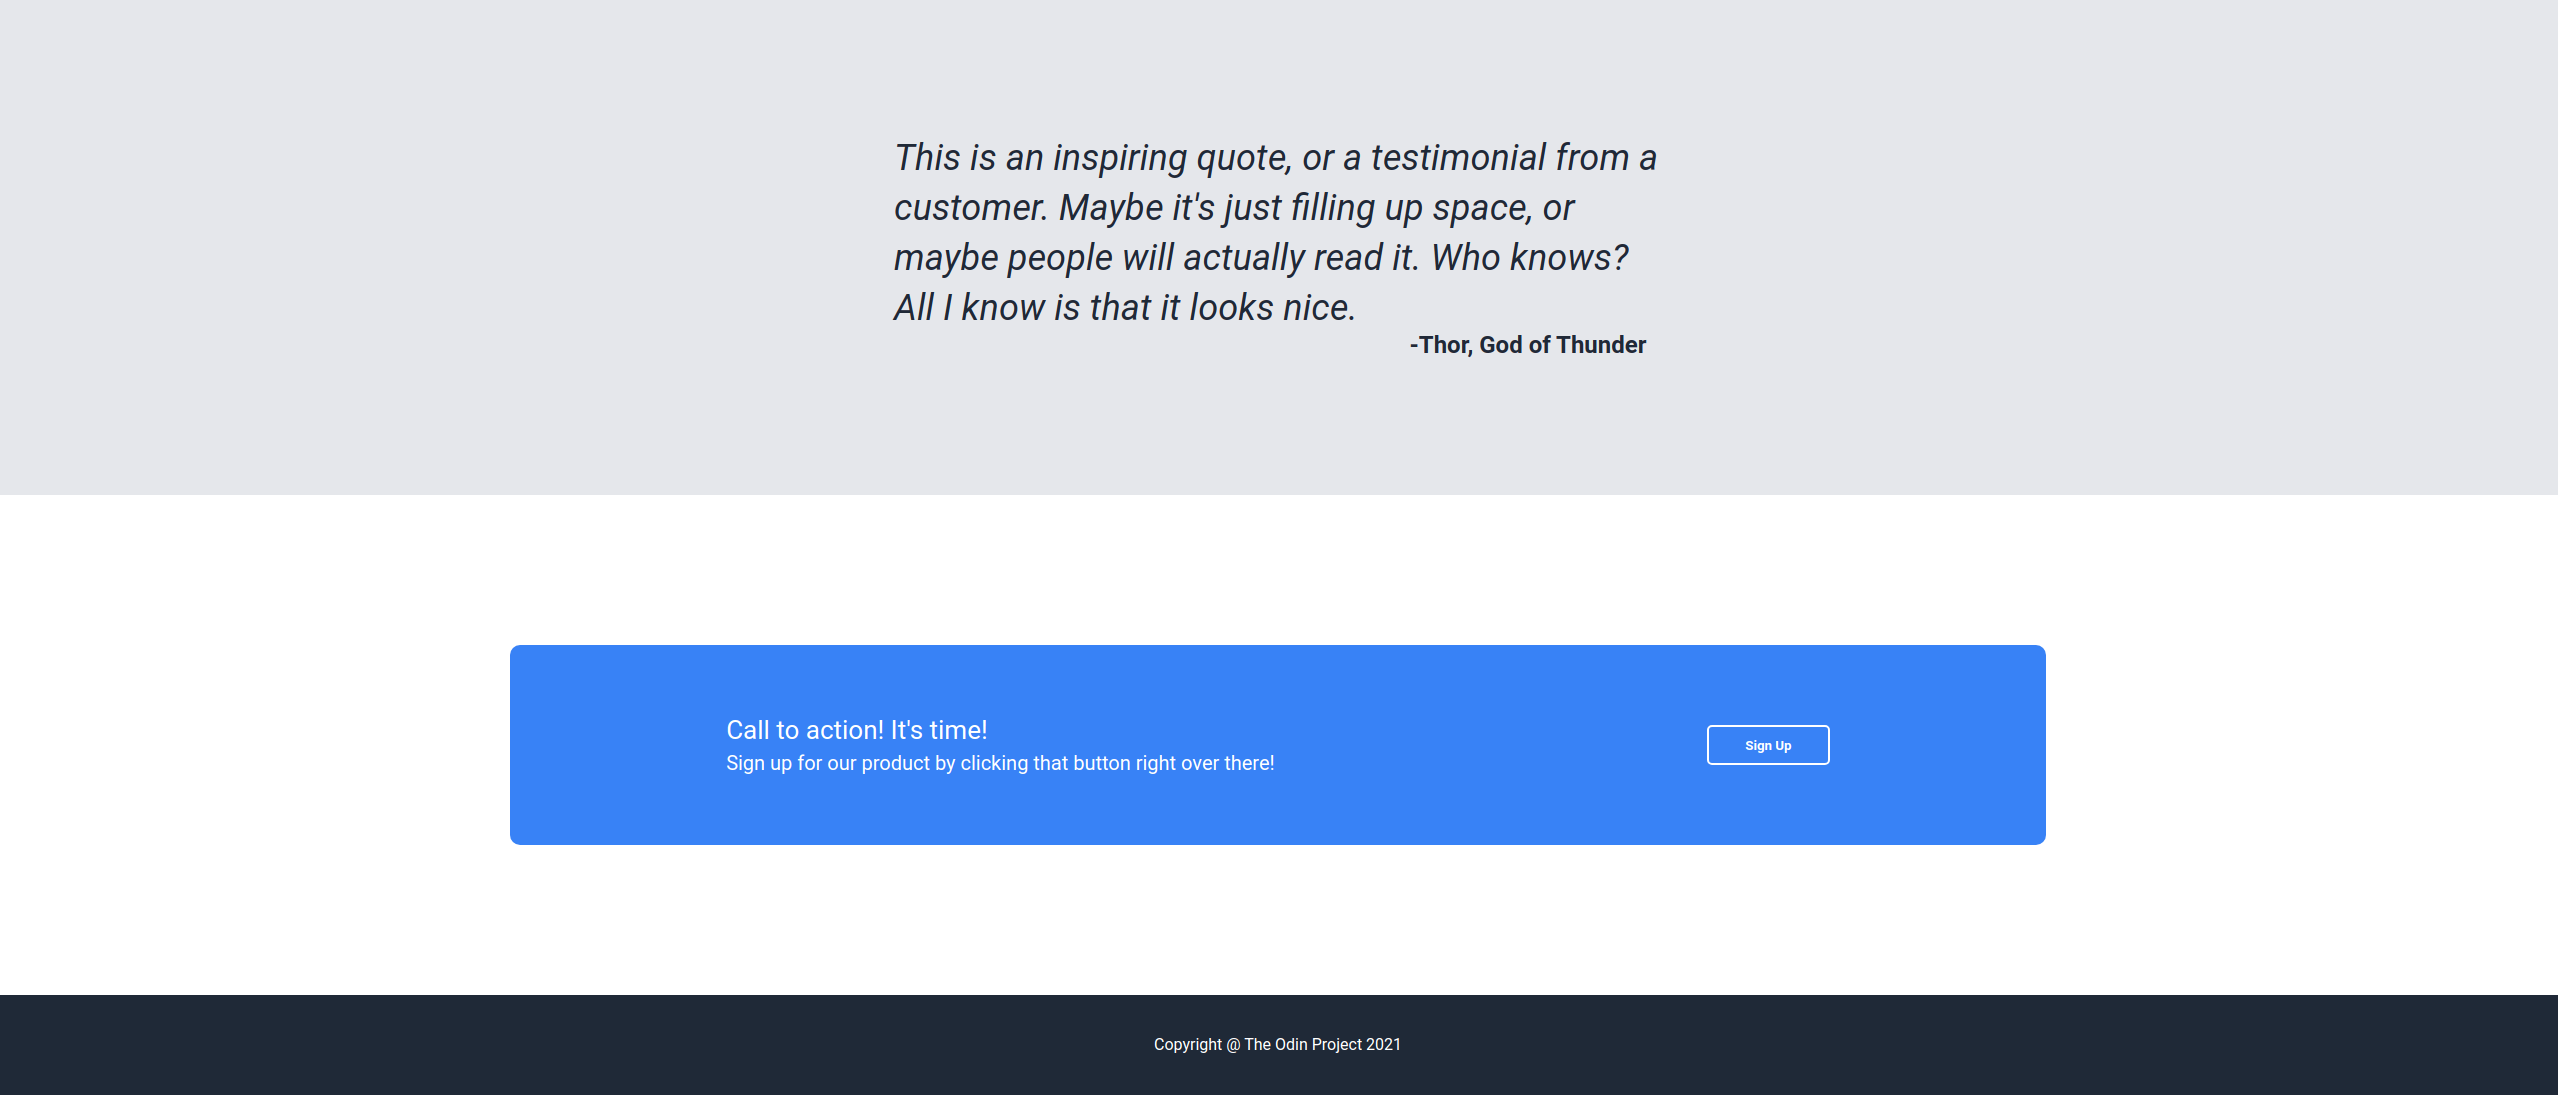 This is an inspiring quote, or a testimonial from a
customer. Maybe it's just filling up space, or
maybe people will actually read it. Who knows?
All I know is that it looks nice.
-Thor, God of Thunder
Call to action! It's time!
Sign up for our product by clicking that button right over there!
Sign Up
Copyright @ The Odin Project 2021